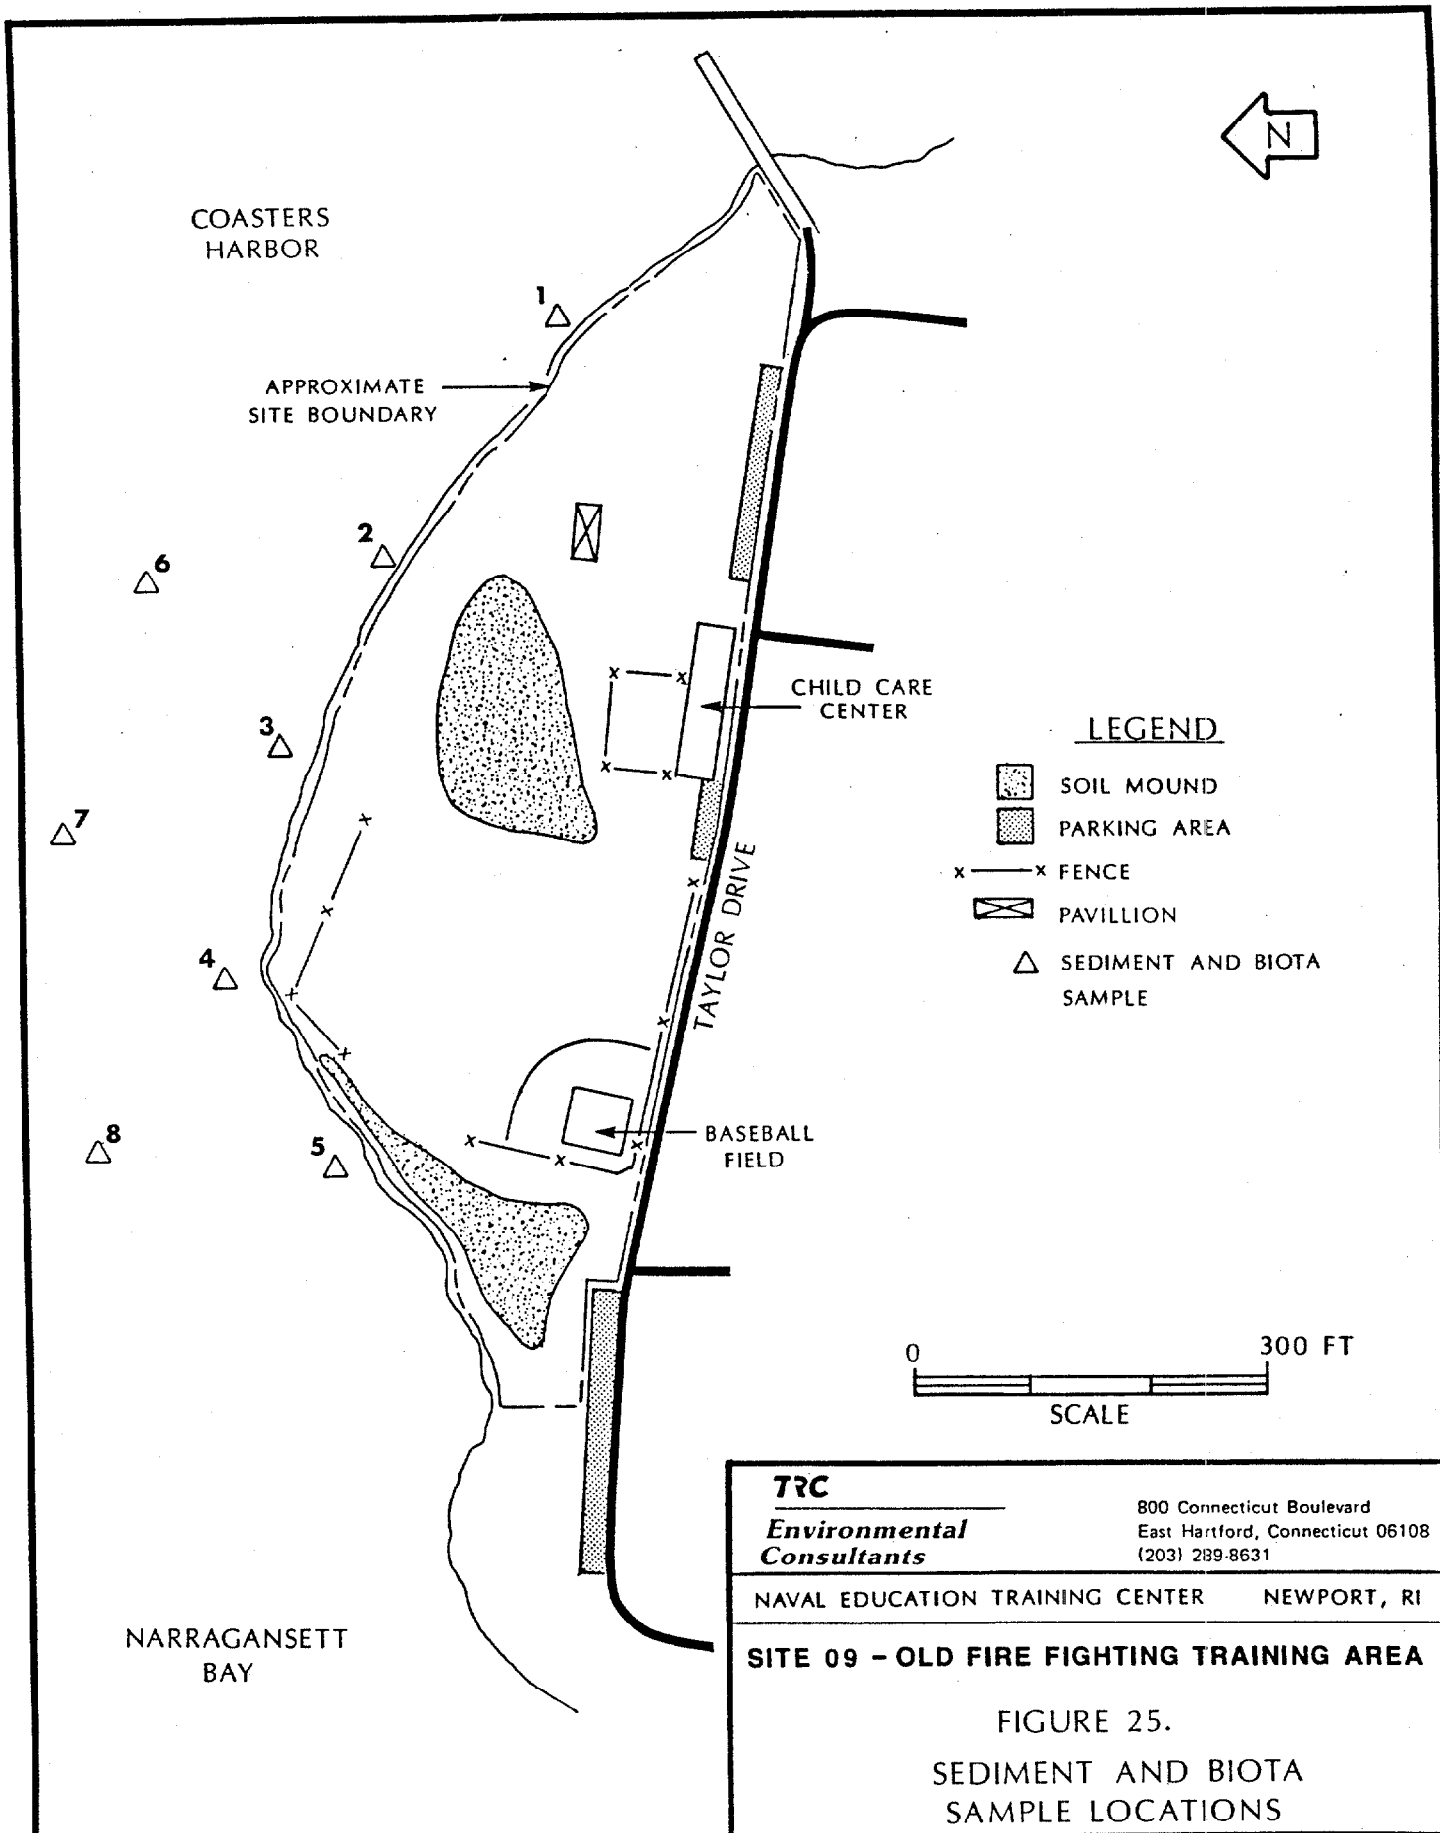 N
COASTERS
HARBOR
1
APPROXIMATE
SITE BOUNDARY
2
6
3
CHILD CARE
CENTER
7
TAYLOR DRIVE
4
8
5
BASEBALL
FIELD
LEGEND
SOIL MOUND
PARKING AREA
x x FENCE
PAVILLION
SEDIMENT AND BIOTA
SAMPLE
0 300 FT
SCALE
NARRAGANSETT
BAY
TRC
Environmental
Consultants
800 Connecticut Boulevard
East Hartford, Connecticut 06108
(203) 289-8631
NAVAL EDUCATION TRAINING CENTER NEWPORT, RI
SITE 09 - OLD FIRE FIGHTING TRAINING AREA
FIGURE 25.
SEDIMENT AND BIOTA
SAMPLE LOCATIONS